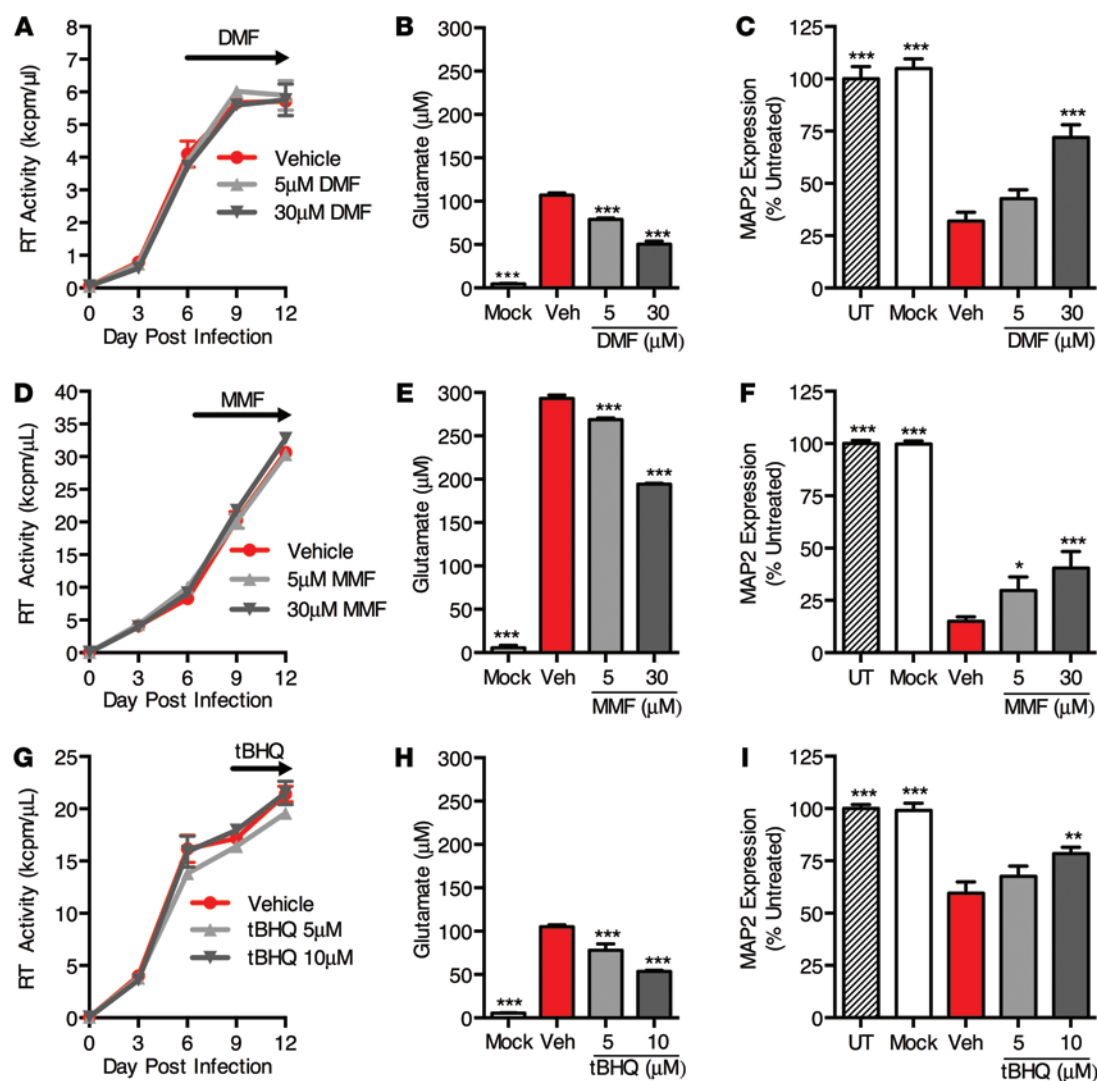 A
DMF
RT Activity (kcpm/μl)
8
7
6
5
4
3
2
1
0
Vehicle
5μM DMF
30μM DMF
0 3 6 9 12
Day Post Infection
B
Glutamate (μM)
300
250
200
150
100
50
0
***
***
***
Mock Veh 5 30
DMF (μM)
C
MAP2 Expression
(% Untreated)
125
100
75
50
25
0
*** ***
***
UT Mock Veh 5 30
DMF (μM)
D
MMF
RT Activity (kcpm/μL)
40
35
30
25
20
15
10
5
0
Vehicle
5μM MMF
30μM MMF
0 3 6 9 12
Day Post Infection
E
Glutamate (μM)
300
250
200
150
100
50
0
***
***
***
Mock Veh 5 30
MMF (μM)
F
MAP2 Expression
(% Untreated)
125
100
75
50
25
0
*** ***
*
***
UT Mock Veh 5 30
MMF (μM)
G
tBHQ
RT Activity (kcpm/μL)
25
20
15
10
5
0
Vehicle
tBHQ 5μM
tBHQ 10μM
0 3 6 9 12
Day Post Infection
H
Glutamate (μM)
300
250
200
150
100
50
0
***
***
***
Mock Veh 5 10
tBHQ (μM)
I
MAP2 Expression
(% Untreated)
125
100
75
50
25
0
*** ***
**
UT Mock Veh 5 10
tBHQ (μM)